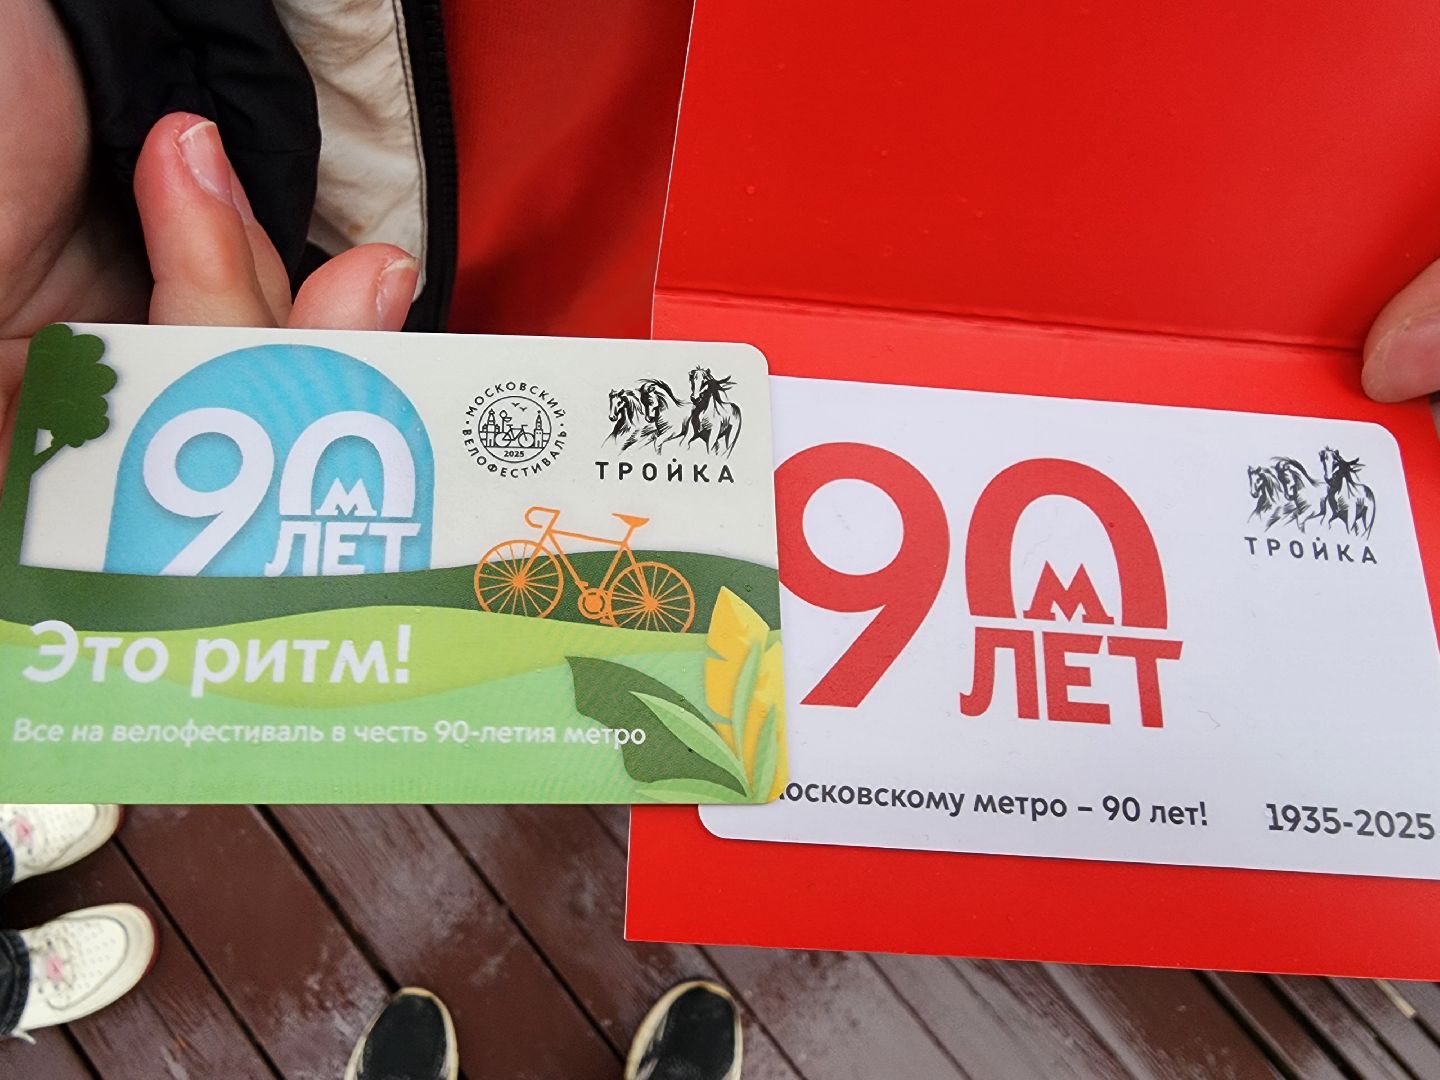 90
М
ЛЕТ
МОСКОВСКИЙ
ВЕЛОФЕСТИВАЛЬ
2025
ТРОЙКА
Это ритм!
Все на велофестиваль в честь 90-летия метро
90
М
ЛЕТ
ТРОЙКА
осковскому метро – 90 лет!
1935-2025